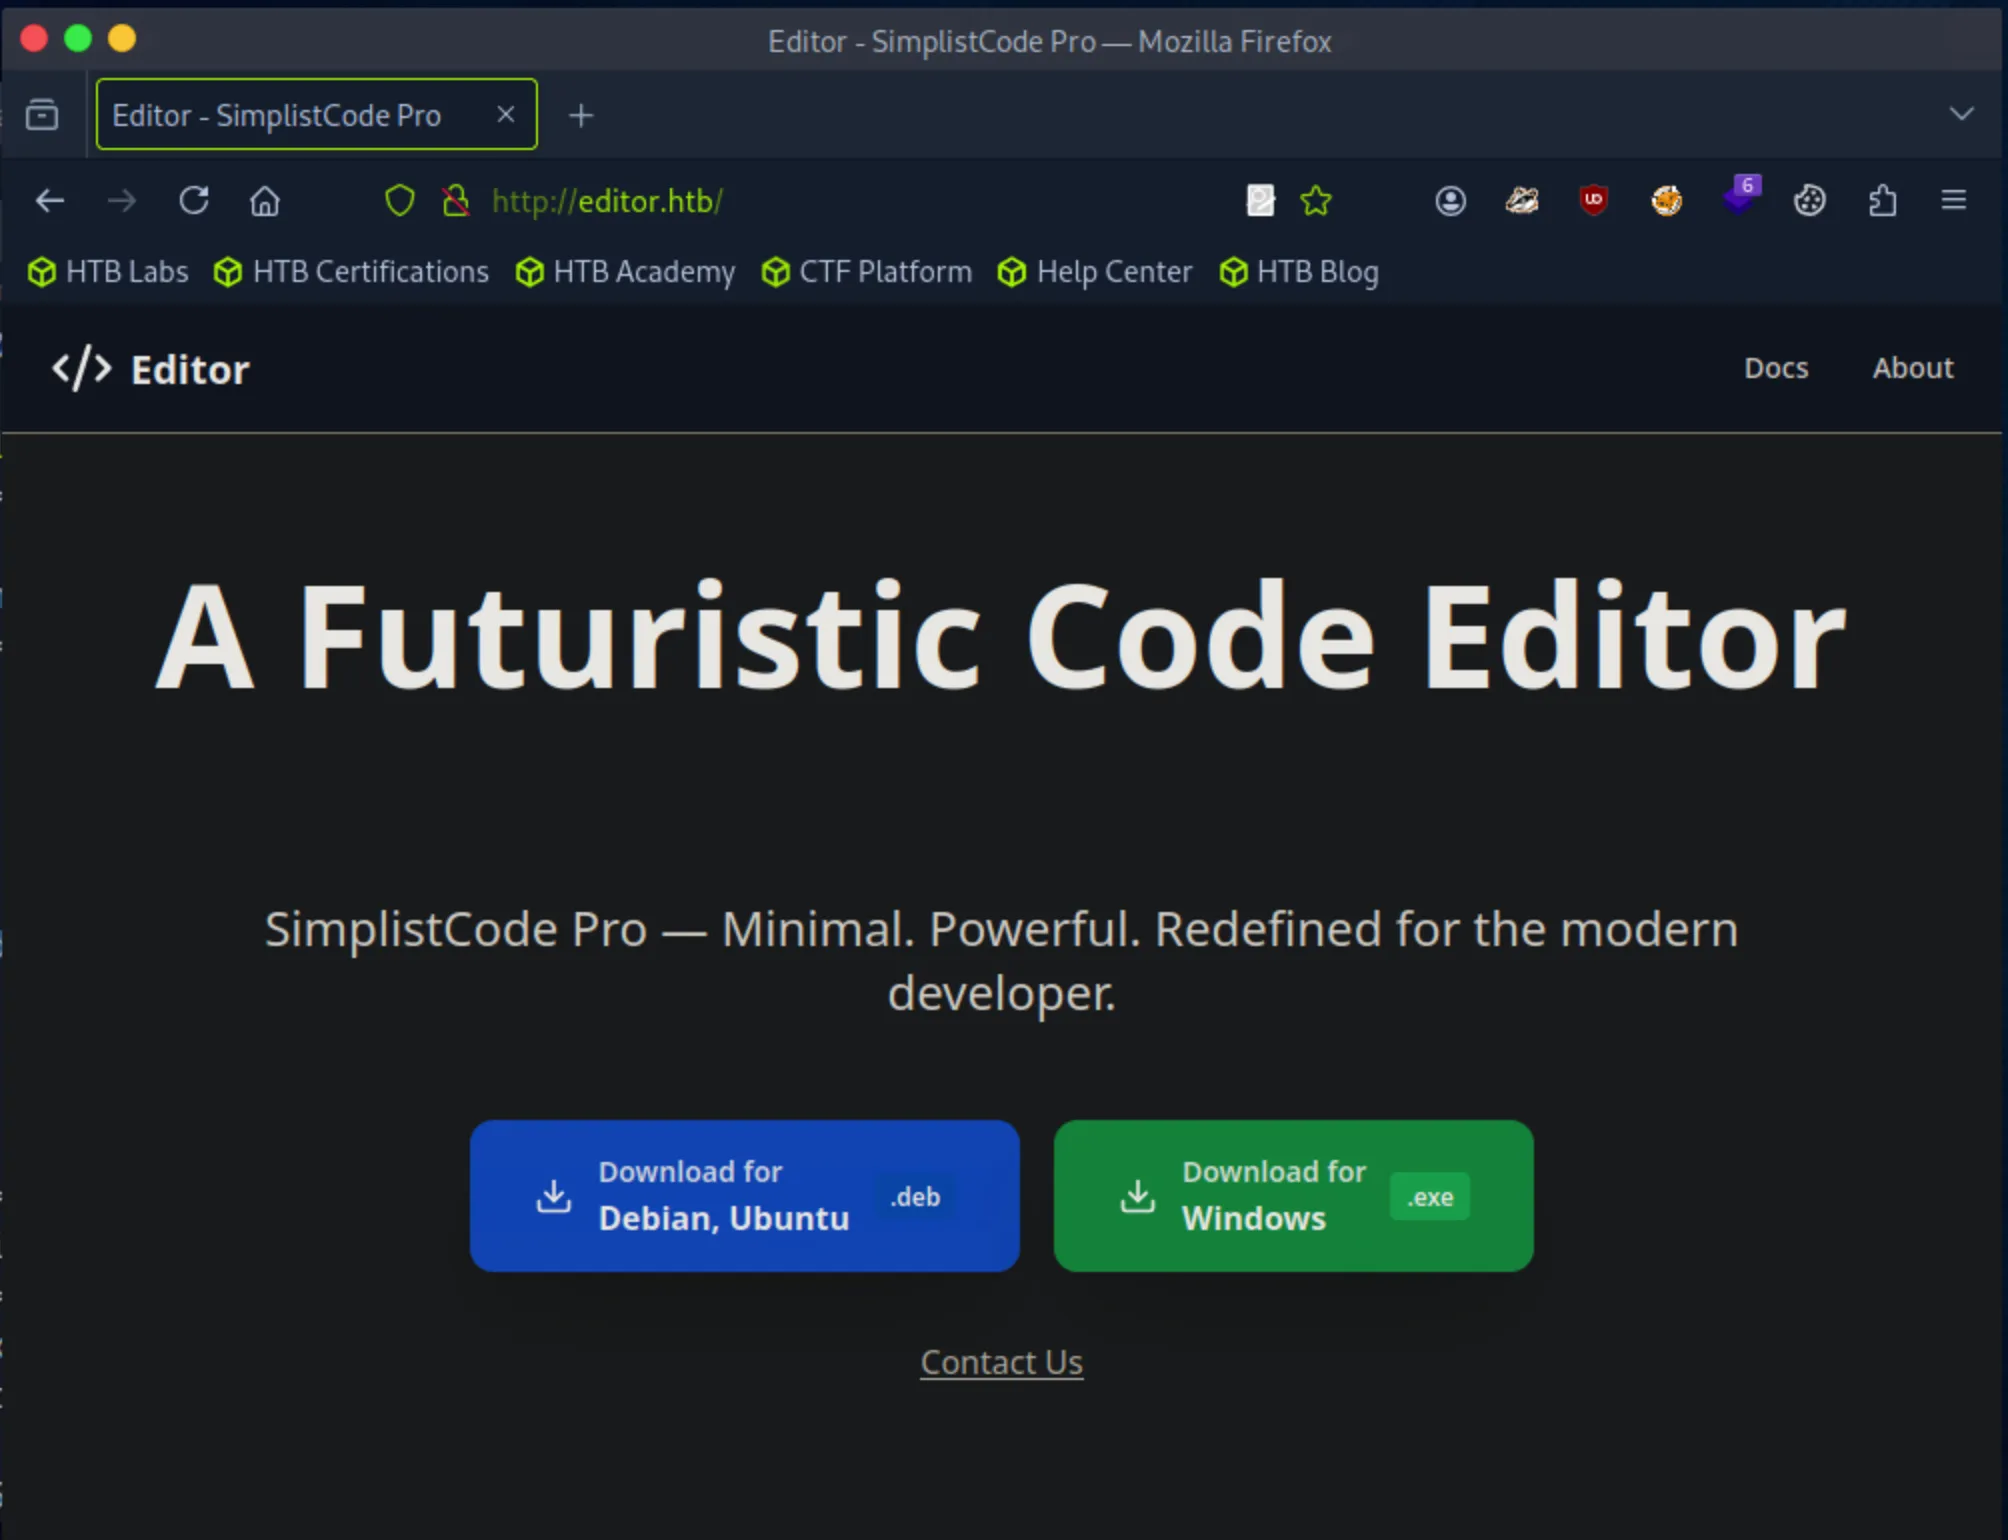 Editor - SimplistCode Pro — Mozilla Firefox
Editor - SimplistCode Pro
http://editor.htb/
6
HTB Labs HTB Certifications HTB Academy CTF Platform Help Center HTB Blog
</> Editor Docs About
A Futuristic Code Editor
SimplistCode Pro — Minimal. Powerful. Redefined for the modern
developer.
Download for
Debian, Ubuntu
.deb
Download for
Windows
.exe
Contact Us